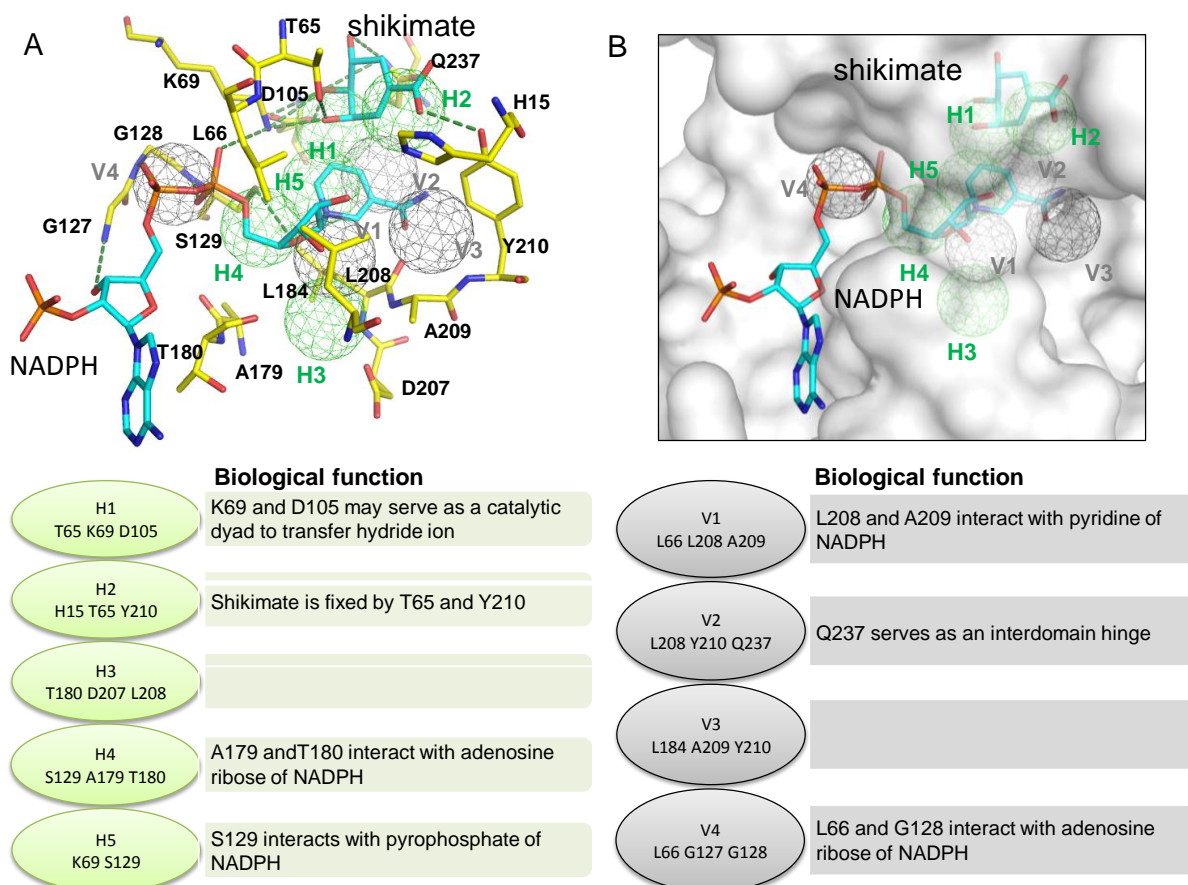 A
T65
shikimate
K69
D105
Q237
H2
H15
G128
L66
V4
H1
H5
V2
G127
S129
V1
V3
Y210
H4
L184
L208
A209
NADPH
T180
A179
H3
D207
B
shikimate
H1
H2
V4
H5
V2
H4
V1
V3
NADPH
H3
Biological function
H1
T65 K69 D105
K69 and D105 may serve as a catalytic
dyad to transfer hydride ion
H2
H15 T65 Y210
Shikimate is fixed by T65 and Y210
H3
T180 D207 L208
H4
S129 A179 T180
A179 andT180 interact with adenosine
ribose of NADPH
H5
K69 S129
S129 interacts with pyrophosphate of
NADPH
Biological function
V1
L66 L208 A209
L208 and A209 interact with pyridine of
NADPH
V2
L208 Y210 Q237
Q237 serves as an interdomain hinge
V3
L184 A209 Y210
V4
L66 G127 G128
L66 and G128 interact with adenosine
ribose of NADPH